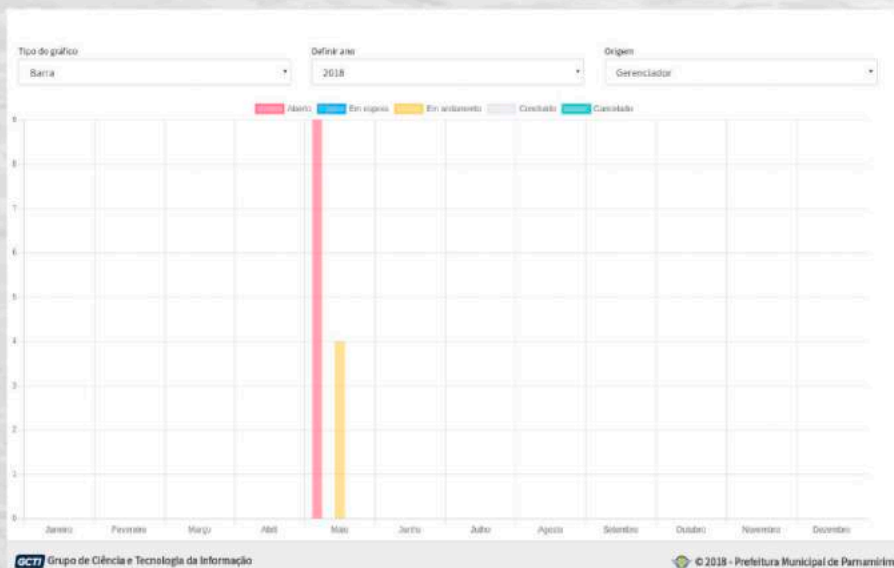 Tipo do gráfico
Definir ano
Origem
Barra
2018
Gerenciador
Aberto Em espera Em andamento Concluído Cancelado
9
8
7
6
5
4
3
2
1
0
Janeiro Fevereiro Março Abril Maio Junho Julho Agosto Setembro Outubro Novembro Dezembro
GCTI Grupo de Ciência e Tecnologia da Informação
© 2018 - Prefeitura Municipal de Parnamirim